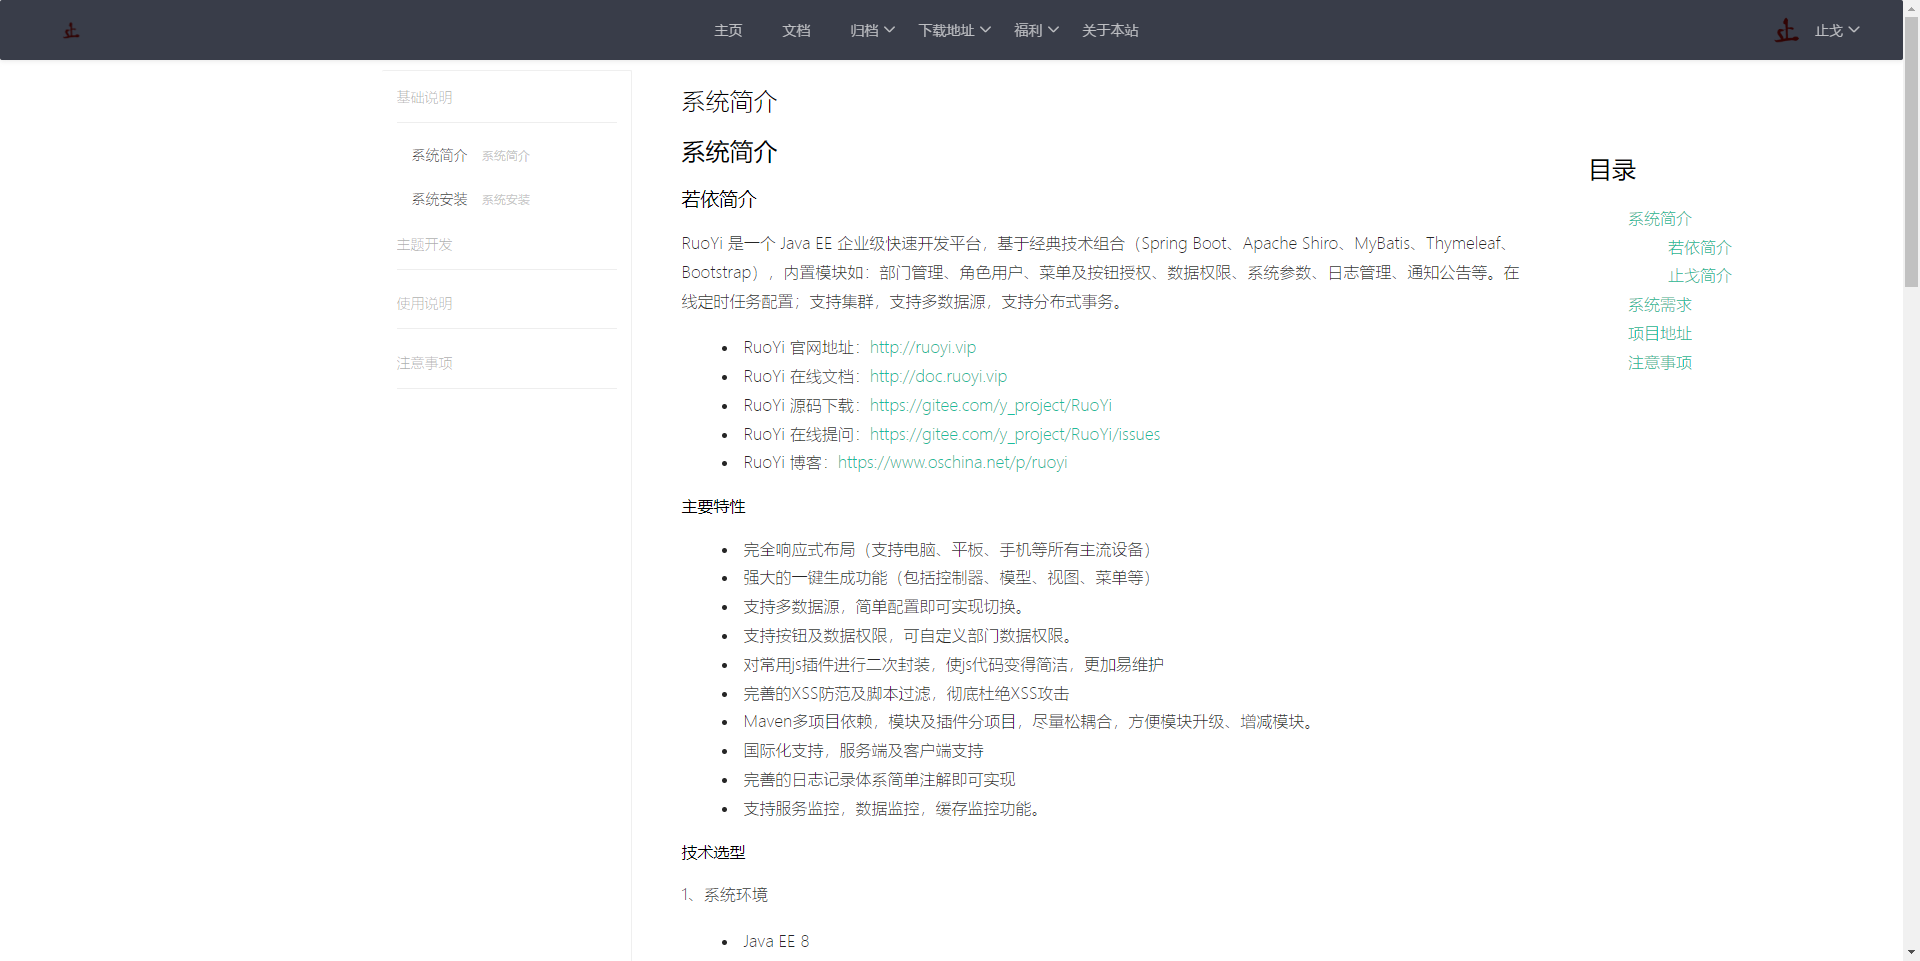 止
主页 文档 归档 下载地址 福利 关于本站
止 止戈
基础说明
系统简介 系统简介
系统安装 系统安装
主题开发
使用说明
注意事项
系统简介
系统简介
若依简介
RuoYi 是一个 Java EE 企业级快速开发平台，基于经典技术组合（Spring Boot、Apache Shiro、MyBatis、Thymeleaf、
Bootstrap），内置模块如：部门管理、角色用户、菜单及按钮授权、数据权限、系统参数、日志管理、通知公告等。在
线定时任务配置；支持集群，支持多数据源，支持分布式事务。
RuoYi 官网地址：http://ruoyi.vip
RuoYi 在线文档：http://doc.ruoyi.vip
RuoYi 源码下载：https://gitee.com/y_project/RuoYi
RuoYi 在线提问：https://gitee.com/y_project/RuoYi/issues
RuoYi 博客：https://www.oschina.net/p/ruoyi
主要特性
完全响应式布局（支持电脑、平板、手机等所有主流设备）
强大的一键生成功能（包括控制器、模型、视图、菜单等）
支持多数据源，简单配置即可实现切换。
支持按钮及数据权限，可自定义部门数据权限。
对常用js插件进行二次封装，使js代码变得简洁，更加易维护
完善的XSS防范及脚本过滤，彻底杜绝XSS攻击
Maven多项目依赖，模块及插件分项目，尽量松耦合，方便模块升级、增减模块。
国际化支持，服务端及客户端支持
完善的日志记录体系简单注解即可实现
支持服务监控，数据监控，缓存监控功能。
技术选型
1、系统环境
Java EE 8
目录
系统简介
若依简介
止戈简介
系统需求
项目地址
注意事项